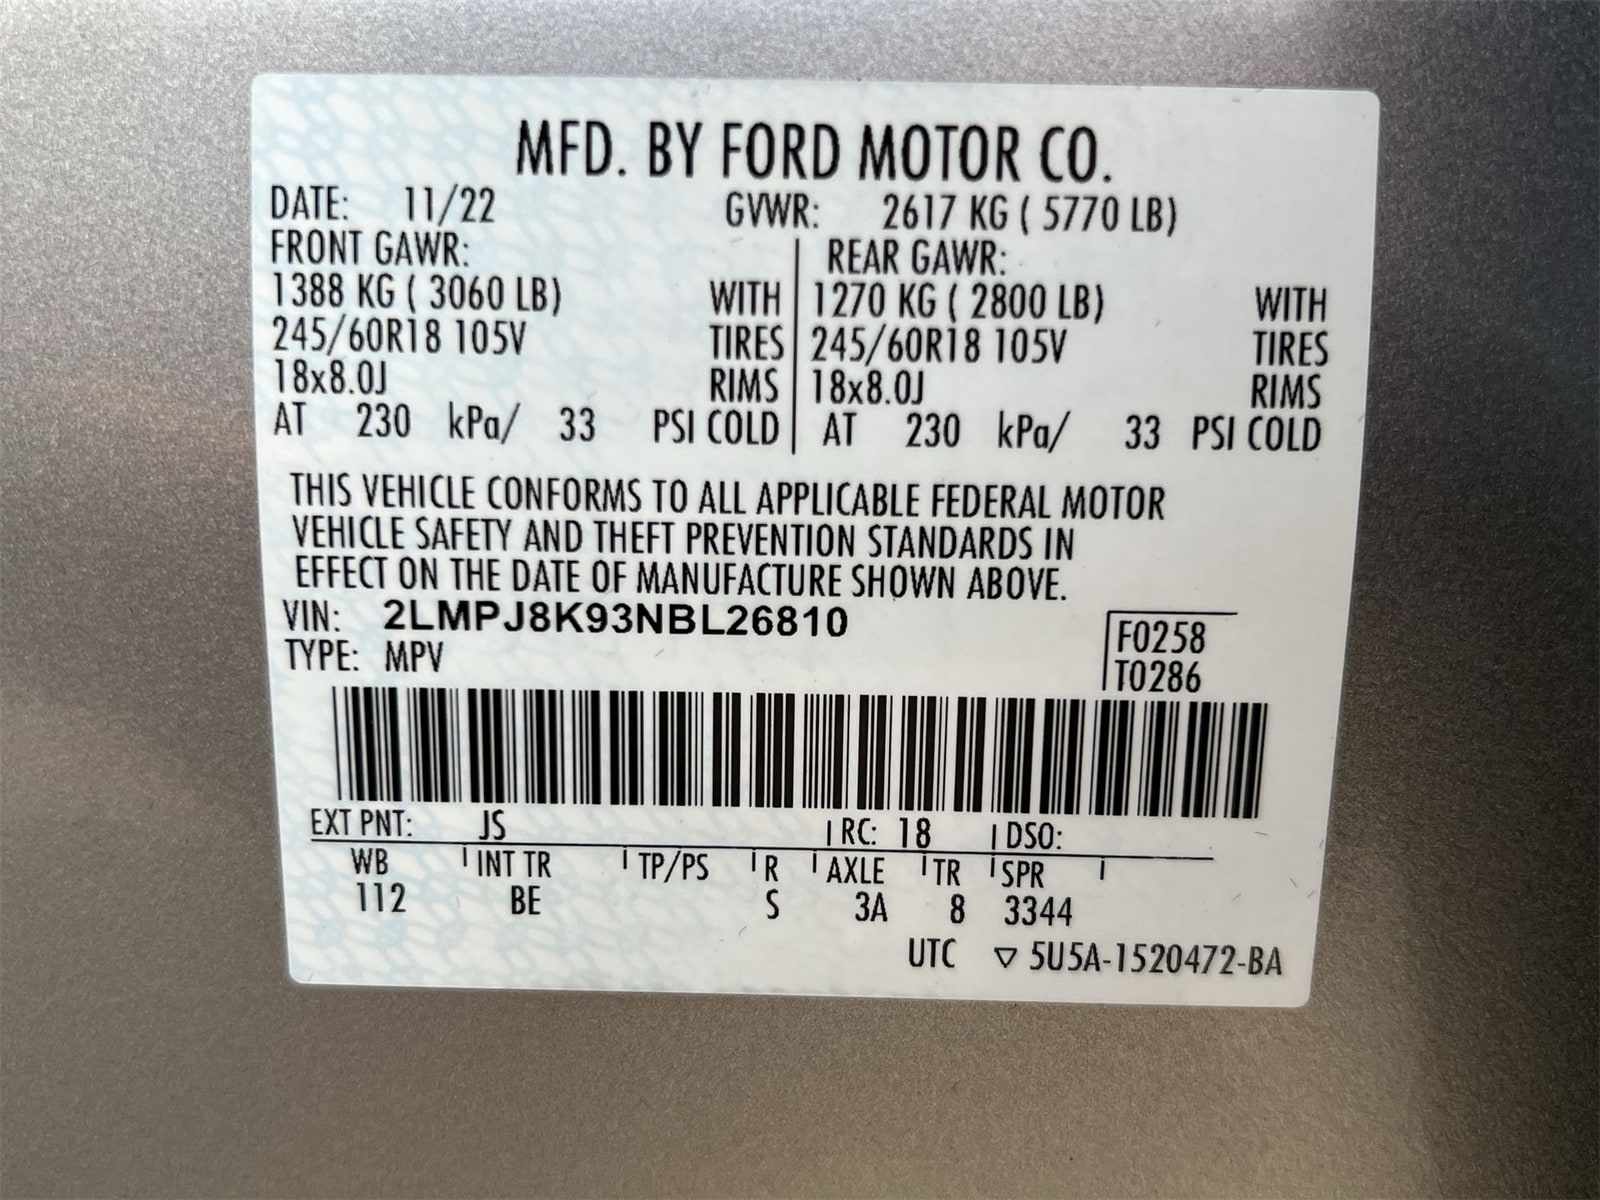 MFD. BY FORD MOTOR CO.
DATE: 11/22 GVWR: 2617 KG ( 5770 LB)
FRONT GAWR: REAR GAWR:
1388 KG ( 3060 LB) WITH 1270 KG ( 2800 LB) WITH
245/60R18 105V TIRES 245/60R18 105V TIRES
18x8.0J RIMS 18x8.0J RIMS
AT 230 kPa/ 33 PSI COLD AT 230 kPa/ 33 PSI COLD
THIS VEHICLE CONFORMS TO ALL APPLICABLE FEDERAL MOTOR
VEHICLE SAFETY AND THEFT PREVENTION STANDARDS IN
EFFECT ON THE DATE OF MANUFACTURE SHOWN ABOVE.
VIN: 2LMPJ8K93NBL26810
F0258
TYPE: MPV
T0286
EXT PNT: JS RC: 18 DSO:
WB INT TR TP/PS R AXLE TR SPR
112 BE S 3A 8 3344
UTC ▽ 5U5A-1520472-BA